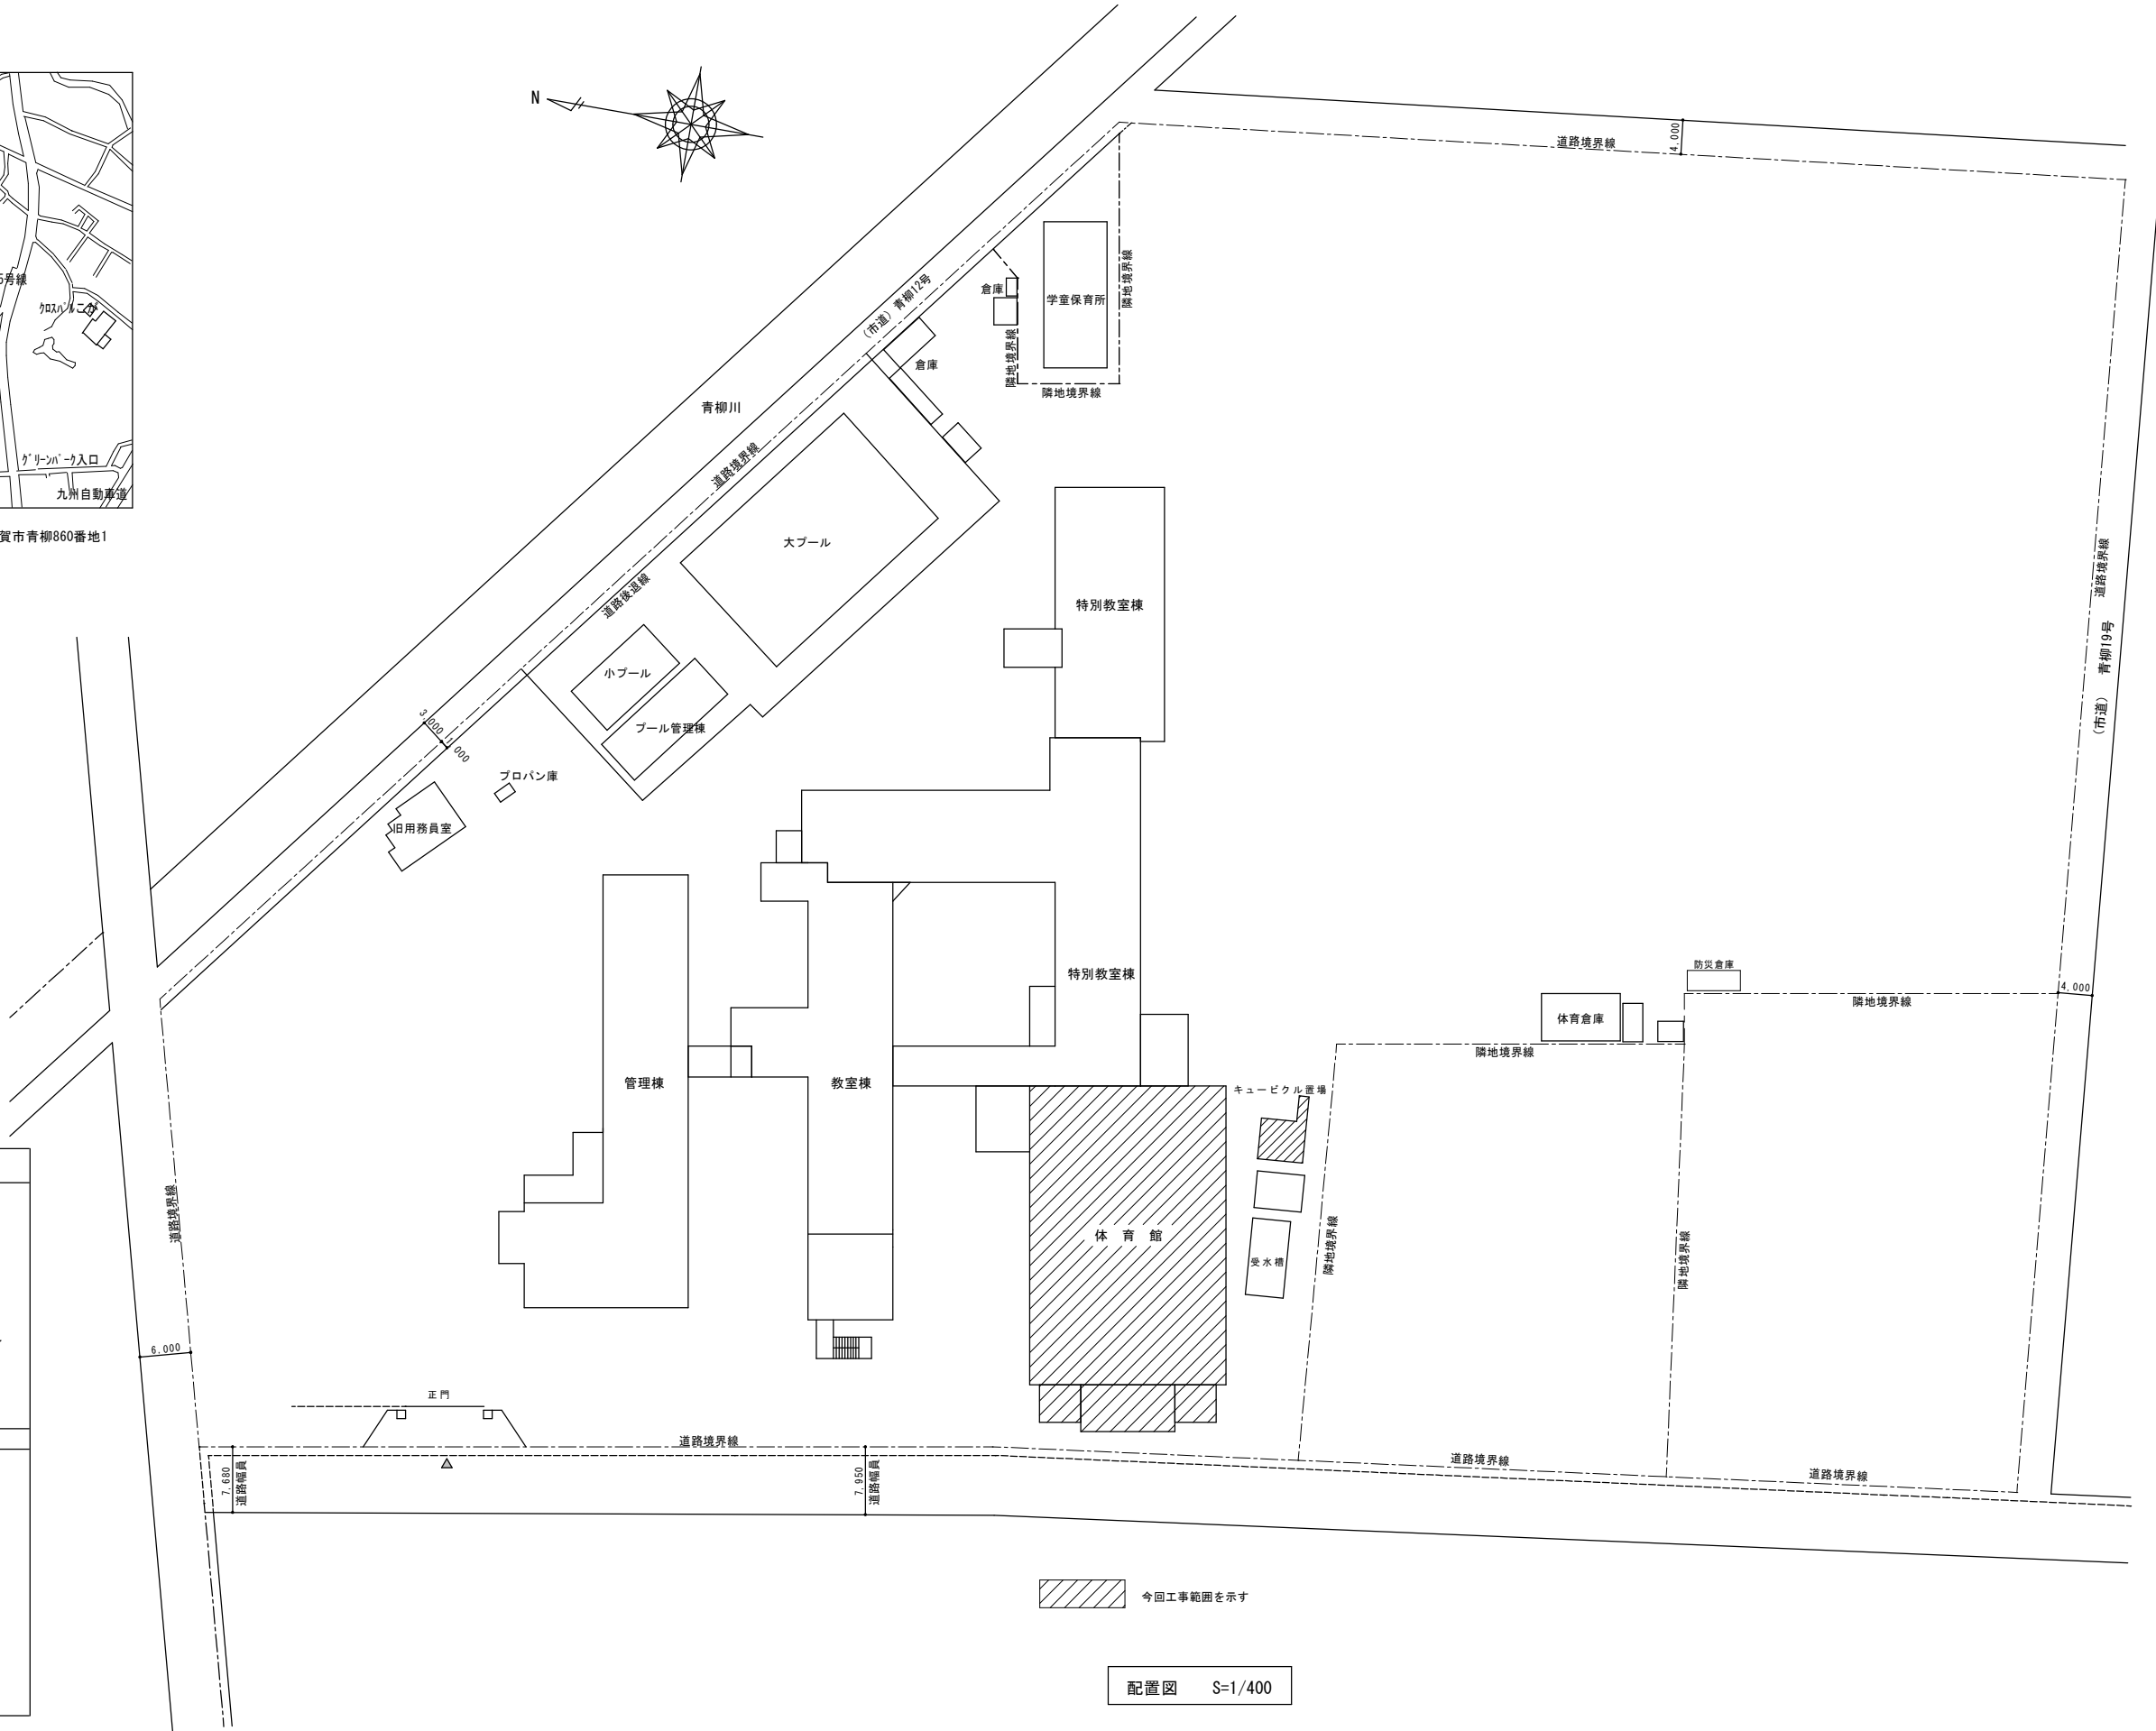 N
5号線
クロスパルこが
グリーンパーク入口
九州自動車道
賀市青柳860番地1
道路境界線
4,000
隣地境界線
学童保育所
倉庫
隣地境界線
隣地境界線
(市道) 青柳12号
倉庫
青柳川
道路境界線
大プール
道路後退線
小プール
プール管理棟
3,000
1,000
プロパン庫
旧用務員室
特別教室棟
道路境界線
(市道) 青柳19号
特別教室棟
防災倉庫
4,000
隣地境界線
体育倉庫
隣地境界線
管理棟
教室棟
キュービクル置場
体 育 館
受水槽
隣地境界線
隣地境界線
道路境界線
6,000
正門
道路境界線
7,680
道路幅員
7,950
道路幅員
道路境界線
道路境界線
今回工事範囲を示す
配置図 S=1/400